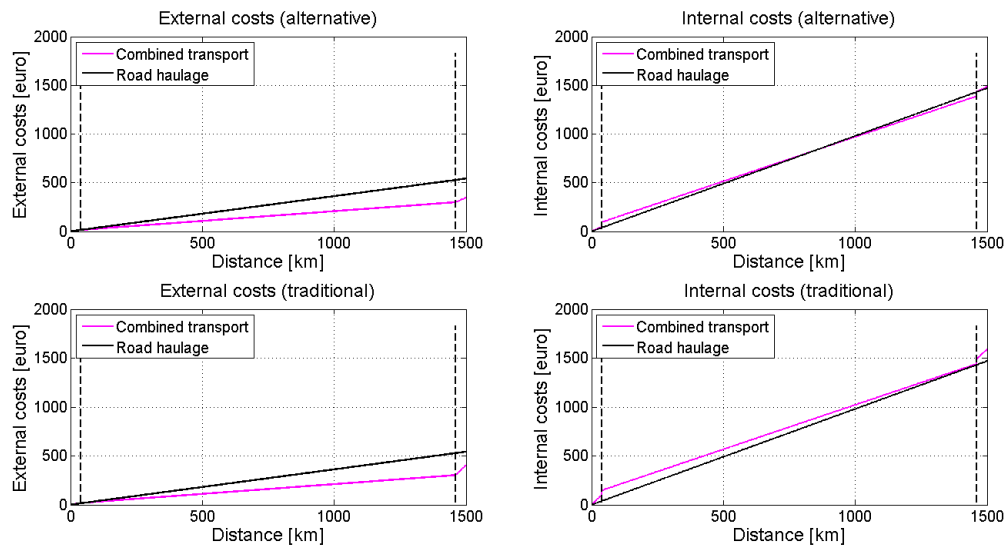 External costs (alternative)
2000
1500
1000
500
0
External costs [euro]
Combined transport
Road haulage
0 500 1000 1500
Distance [km]
Internal costs (alternative)
2000
1500
1000
500
0
Internal costs [euro]
Combined transport
Road haulage
0 500 1000 1500
Distance [km]
External costs (traditional)
2000
1500
1000
500
0
External costs [euro]
Combined transport
Road haulage
0 500 1000 1500
Distance [km]
Internal costs (traditional)
2000
1500
1000
500
0
Internal costs [euro]
Combined transport
Road haulage
0 500 1000 1500
Distance [km]